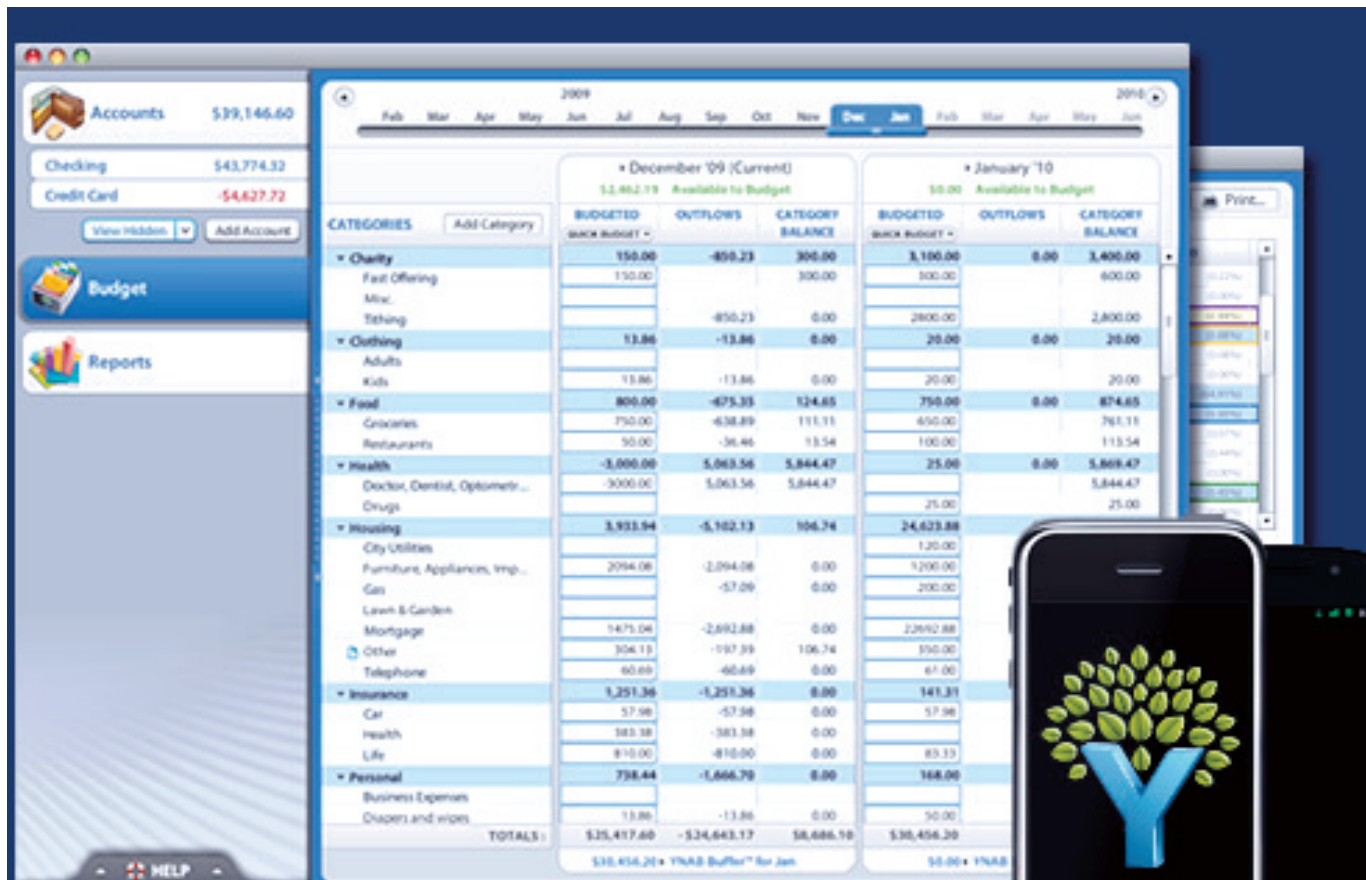 2009 2010
Feb Mar Apr May Jun Jul Aug Sep Oct Nov Dec Jan Feb Mar Apr May Jun
Accounts $39,146.60
Checking $43,774.32
Credit Card -$4,627.72
View Hidden Add Account
Budget
Reports
HELP
Print...
December '09 (Current) January '10
$2,462.19 Available to Budget $0.00 Available to Budget
CATEGORIES Add Category BUDGETED OUTFLOWS CATEGORY BALANCE BUDGETED OUTFLOWS CATEGORY BALANCE
QUICK BUDGET QUICK BUDGET
Charity 150.00 -850.23 300.00 3,100.00 0.00 3,400.00
Fast Offering 150.00 300.00 300.00 600.00
Misc.
Tithing -850.23 0.00 2800.00 2,800.00
Clothing 13.86 -13.86 0.00 20.00 0.00 20.00
Adults
Kids 13.86 -13.86 0.00 20.00 20.00
Food 800.00 -675.35 124.65 750.00 0.00 874.65
Groceries 750.00 -638.89 111.11 650.00 761.11
Restaurants 50.00 -36.46 13.54 100.00 113.54
Health -3,000.00 5,063.56 5,844.47 25.00 0.00 5,869.47
Doctor, Dentist, Optometr... -3000.00 5,063.56 5,844.47 5,844.47
Drugs 25.00 25.00
Housing 3,933.94 -5,102.13 106.74 24,623.88
City Utilities 120.00
Furniture, Appliances, Imp... 2094.08 -2,094.08 0.00 1200.00
Gas -57.09 0.00 200.00
Lawn & Garden
Mortgage 1475.04 -2,692.88 0.00 22692.88
Other 304.13 -197.39 106.74 350.00
Telephone 60.69 -60.69 0.00 61.00
Insurance 1,251.36 -1,251.36 0.00 141.31
Car 57.98 -57.98 0.00 57.98
Health 383.38 -383.38 0.00
Life 810.00 -810.00 0.00 83.33
Personal 738.44 -1,666.70 0.00 168.00
Business Expenses
Diapers and wipes 13.86 -13.86 0.00 50.00
TOTALS: $25,417.60 -$24,643.17 $8,686.10 $30,456.20
$30,456.20 YNAB Buffer™ for Jan $0.00 YNAB
Y